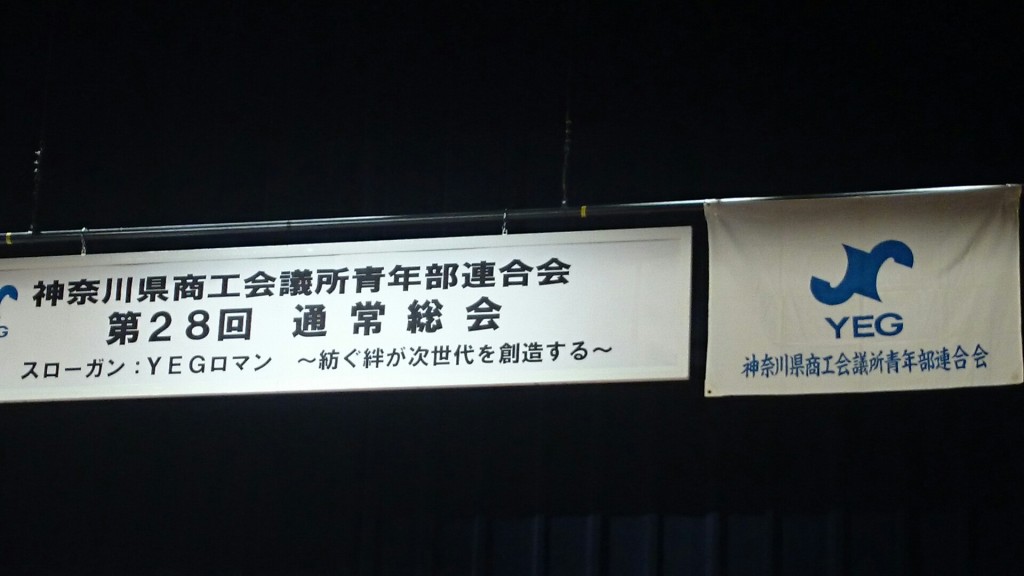 神奈川県商工会議所青年部連合会
第28回 通常総会
スローガン：YEGロマン ～紡ぐ絆が次世代を創造する～
YEG
神奈川県商工会議所青年部連合会